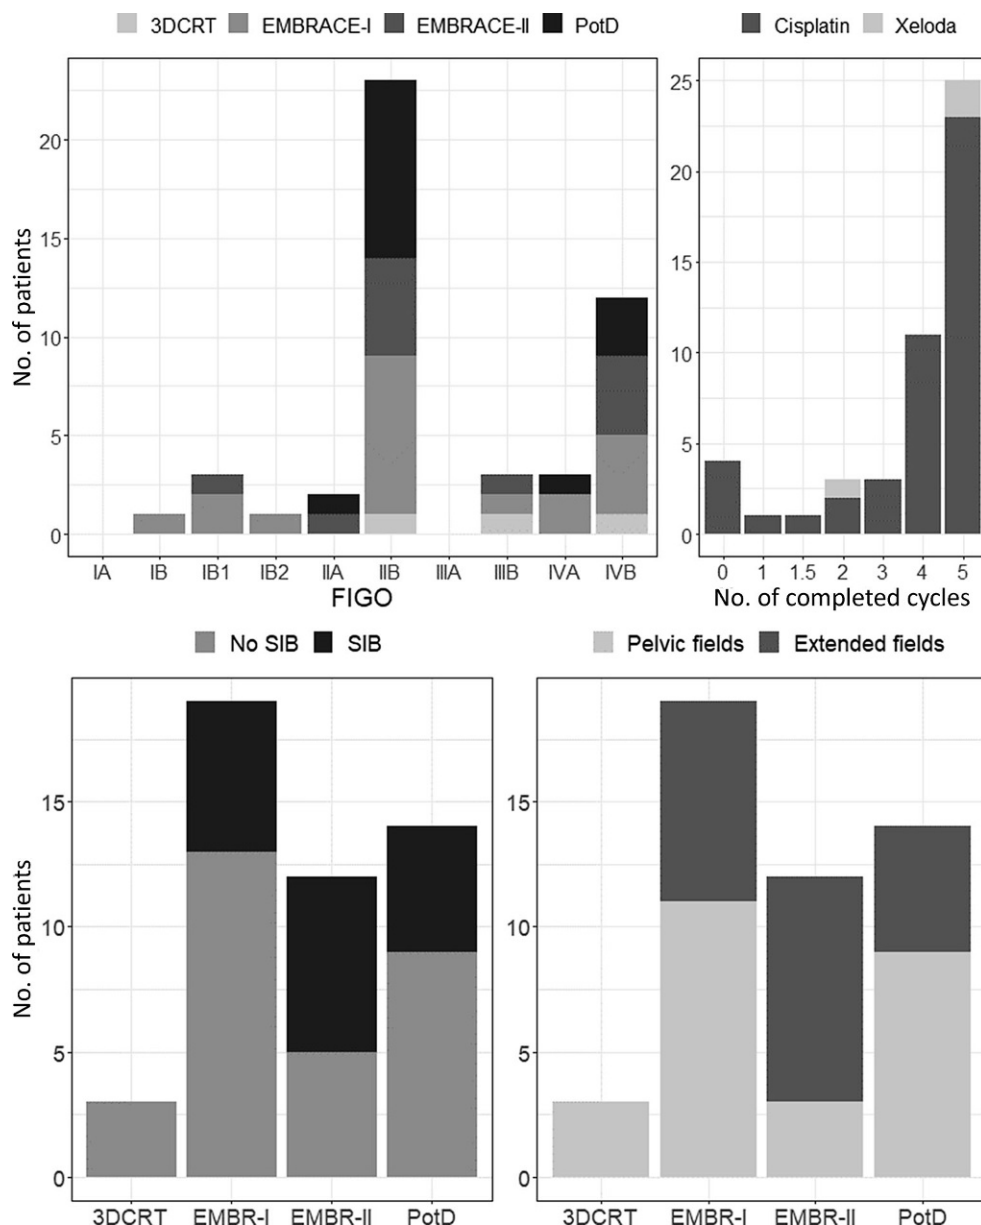 3DCRT EMBRACE-I EMBRACE-II PotD
No. of patients
20
15
10
5
0
IA IB IB1 IB2 IIA IIB IIIA IIIB IVA IVB
FIGO
Cisplatin Xeloda
25
20
15
10
5
0
0 1 1.5 2 3 4 5
No. of completed cycles
No SIB SIB
No. of patients
15
10
5
0
3DCRT EMBR-I EMBR-II PotD
Pelvic fields Extended fields
15
10
5
0
3DCRT EMBR-I EMBR-II PotD